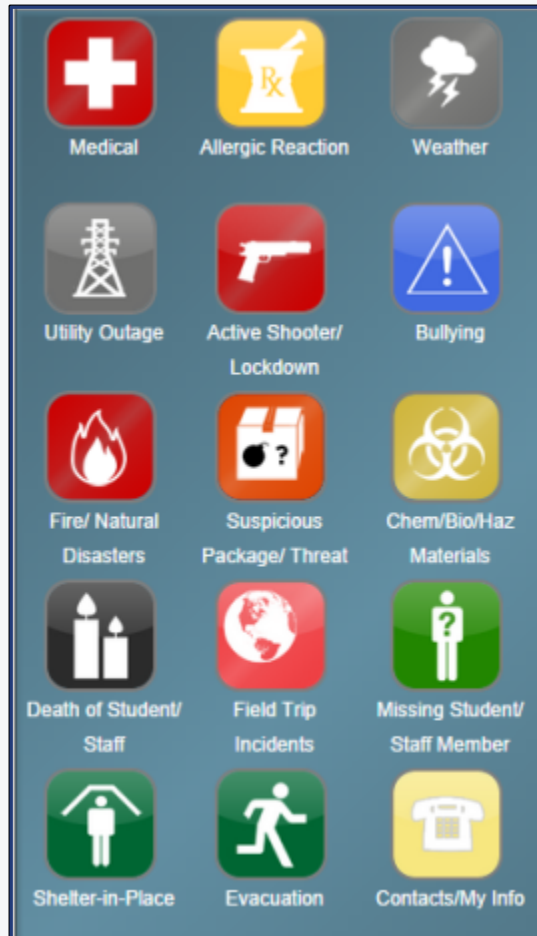 Rx
Medical
Allergic Reaction
Weather
!
Utility Outage
Active Shooter/
Lockdown
Bullying
?
Fire/ Natural
Disasters
Suspicious
Package/ Threat
Chem/Bio/Haz
Materials
?
Death of Student/
Staff
Field Trip
Incidents
Missing Student/
Staff Member
Shelter-in-Place
Evacuation
Contacts/My Info